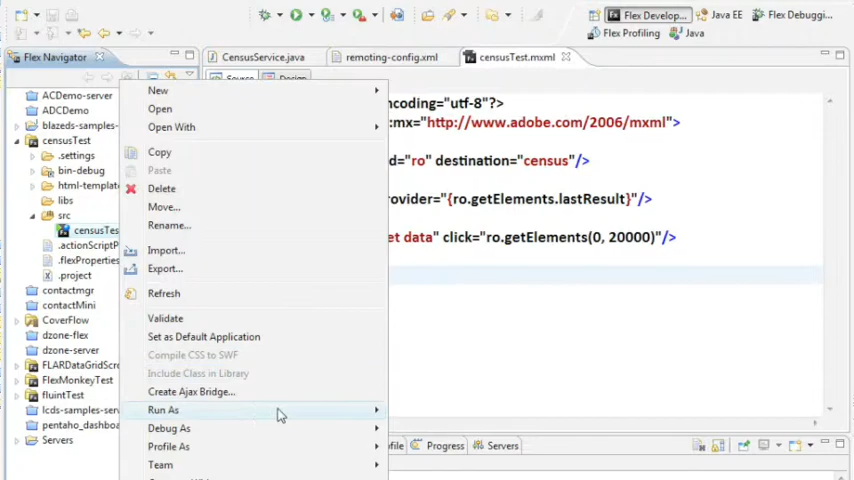 Flex Develop...
Java EE
Flex Debuggi...
Flex Profiling
Java
Flex Navigator
CensusService.java
remoting-config.xml
censusTest.mxml
Source
Design
ACDemo-server
ADCDemo
blazeds-samples-
censusTest
.settings
bin-debug
html-template
libs
src
censusTes
.actionScriptP
.flexProperties
.project
contactmgr
contactMini
CoverFlow
dzone-flex
dzone-server
FLARDataGridScro
FlexMonkeyTest
fluintTest
lcds-samples-serv
pentaho_dashboa
Servers
New
Open
Open With
Copy
Paste
Delete
Move...
Rename...
Import...
Export...
Refresh
Validate
Set as Default Application
Compile CSS to SWF
Include Class in Library
Create Ajax Bridge...
Run As
Debug As
Profile As
Team
ncoding="utf-8"?>
:mx="http://www.adobe.com/2006/mxml">
d="ro" destination="census"/>
rovider="{ro.getElements.lastResult}"/>
et data" click="ro.getElements(0, 20000)"/>
file
Progress
Servers